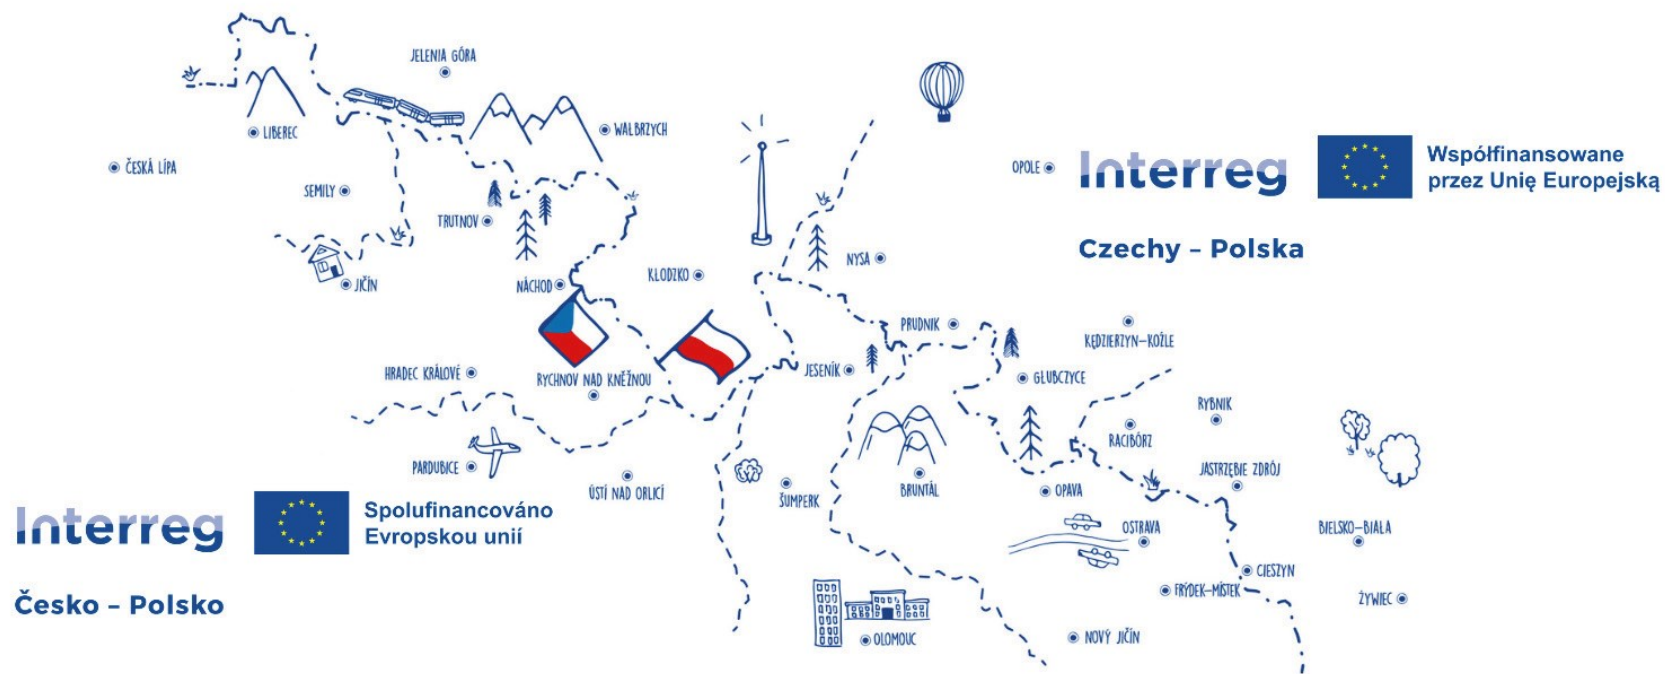 JELENIA GÓRA
LIBEREC
WAŁBRZYCH
ČESKÁ LÍPA
OPOLE
Interreg
Współfinansowane
przez Unię Europejską
SEMILY
TRUTNOV
Czechy – Polska
NYSA
KŁODZKO
NÁCHOD
JIČÍN
PRUDNIK
KĘDZIERZYN–KOŹLE
HRADEC KRÁLOVÉ
RYCHNOV NAD KNĚŽNOU
JESENÍK
GŁUBCZYCE
RYBNIK
RACIBÓRZ
PARDUBICE
JASTRZĘBIE ZDRÓJ
ÚSTÍ NAD ORLICÍ
ŠUMPERK
BRUNTÁL
OPAVA
Interreg
Spolufinancováno
Evropskou unií
OSTRAVA
BIELSKO–BIAŁA
CIESZYN
FRÝDEK–MÍSTEK
ŻYWIEC
Česko – Polsko
OLOMOUC
NOVÝ JIČÍN